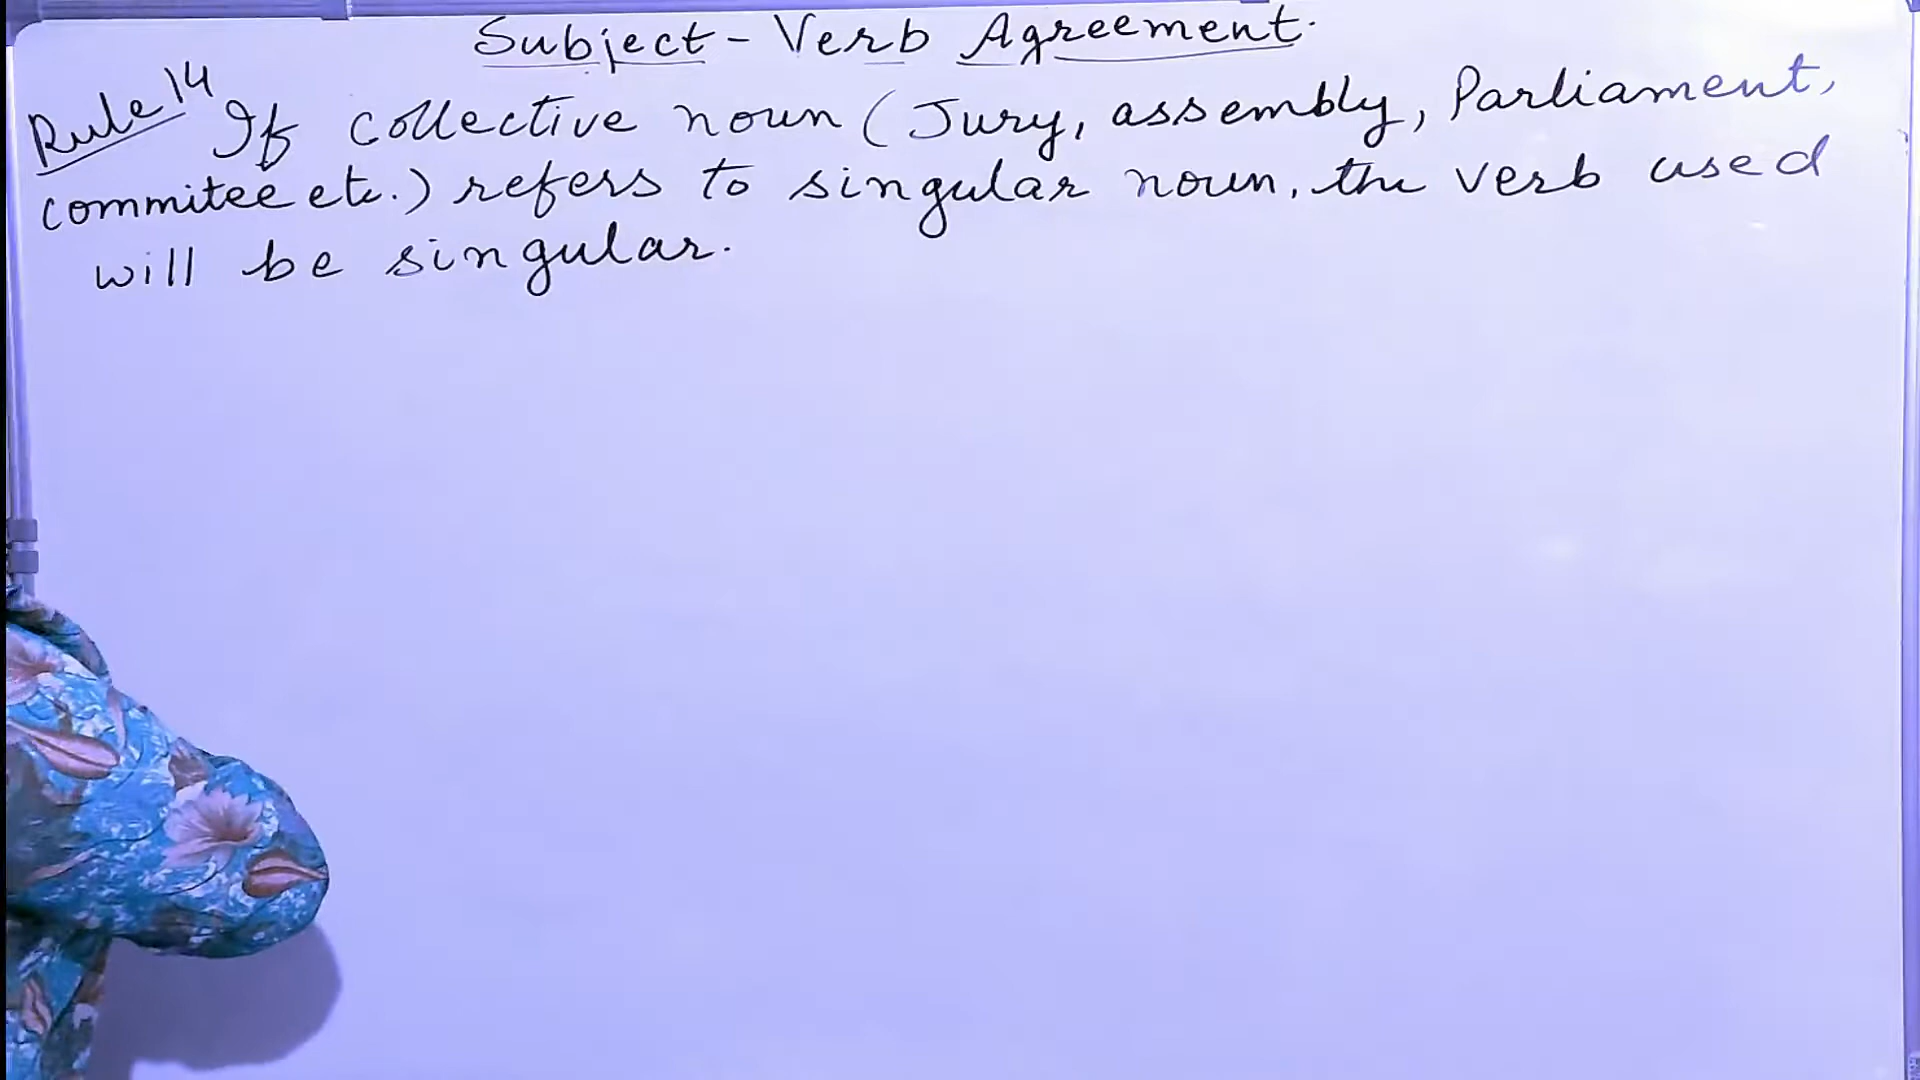 Subject - Verb Agreement.
Rule 14 If collective noun (Jury, assembly, Parliament,
commitee etc.) refers to singular noun, the verb used
will be singular.